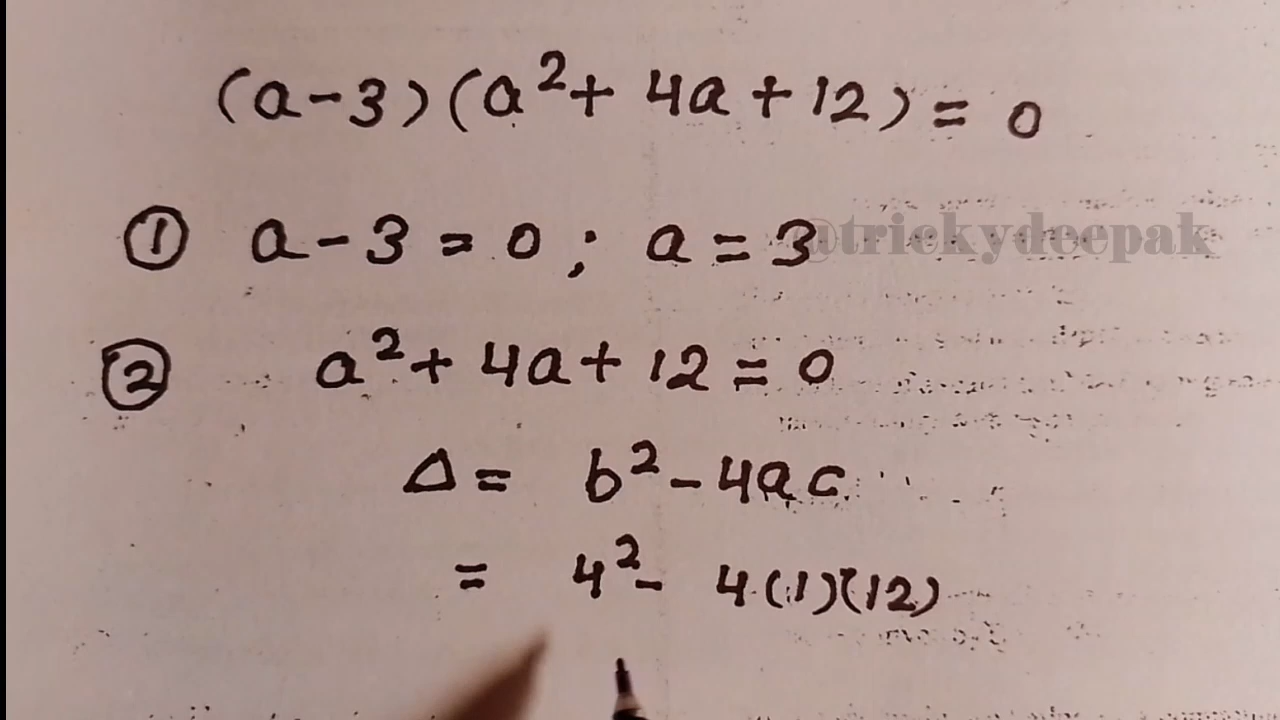 (a-3)(a²+ 4a+12)= 0
① a-3=0; a=3 @trickydeepak
② a²+4a+12=0
Δ= b²-4ac
= 4²- 4(1)(12)